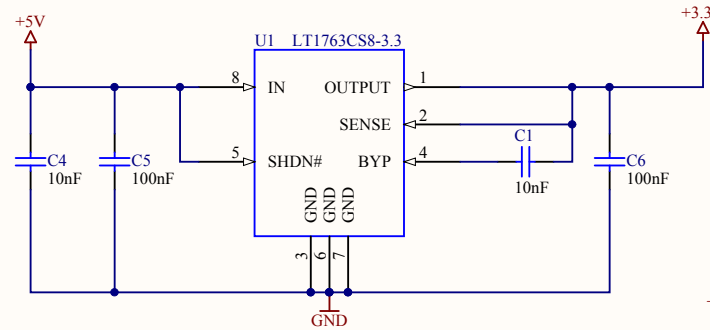 +5V
+3.3
U1 LT1763CS8-3.3
8 IN OUTPUT 1
SENSE 2
5 SHDN# BYP 4
C1
10nF
C4
10nF
C5
100nF
C6
100nF
GND GND GND
3 6 7
GND